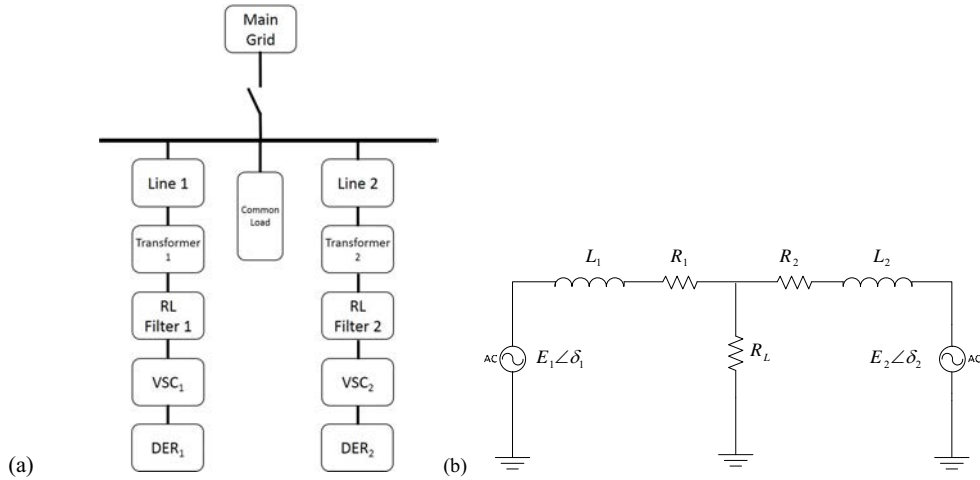 Main
Grid
Line 1
Common
Load
Line 2
Transformer
1
Transformer
2
RL
Filter 1
RL
Filter 2
VSC₁
VSC₂
DER₁
DER₂
(a)
L₁
R₁
R₂
L₂
AC
E₁∠δ₁
R_L
E₂∠δ₂
AC
(b)